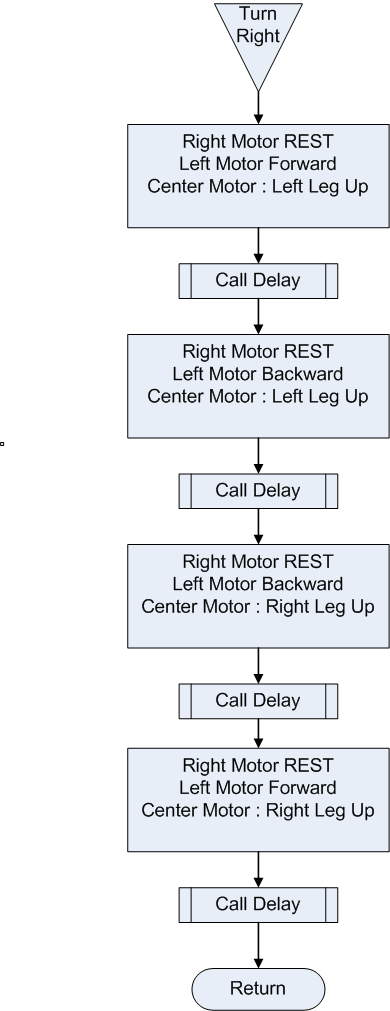 Turn
Right
Right Motor REST
Left Motor Forward
Center Motor : Left Leg Up
Call Delay
Right Motor REST
Left Motor Backward
Center Motor : Left Leg Up
Call Delay
Right Motor REST
Left Motor Backward
Center Motor : Right Leg Up
Call Delay
Right Motor REST
Left Motor Forward
Center Motor : Right Leg Up
Call Delay
Return